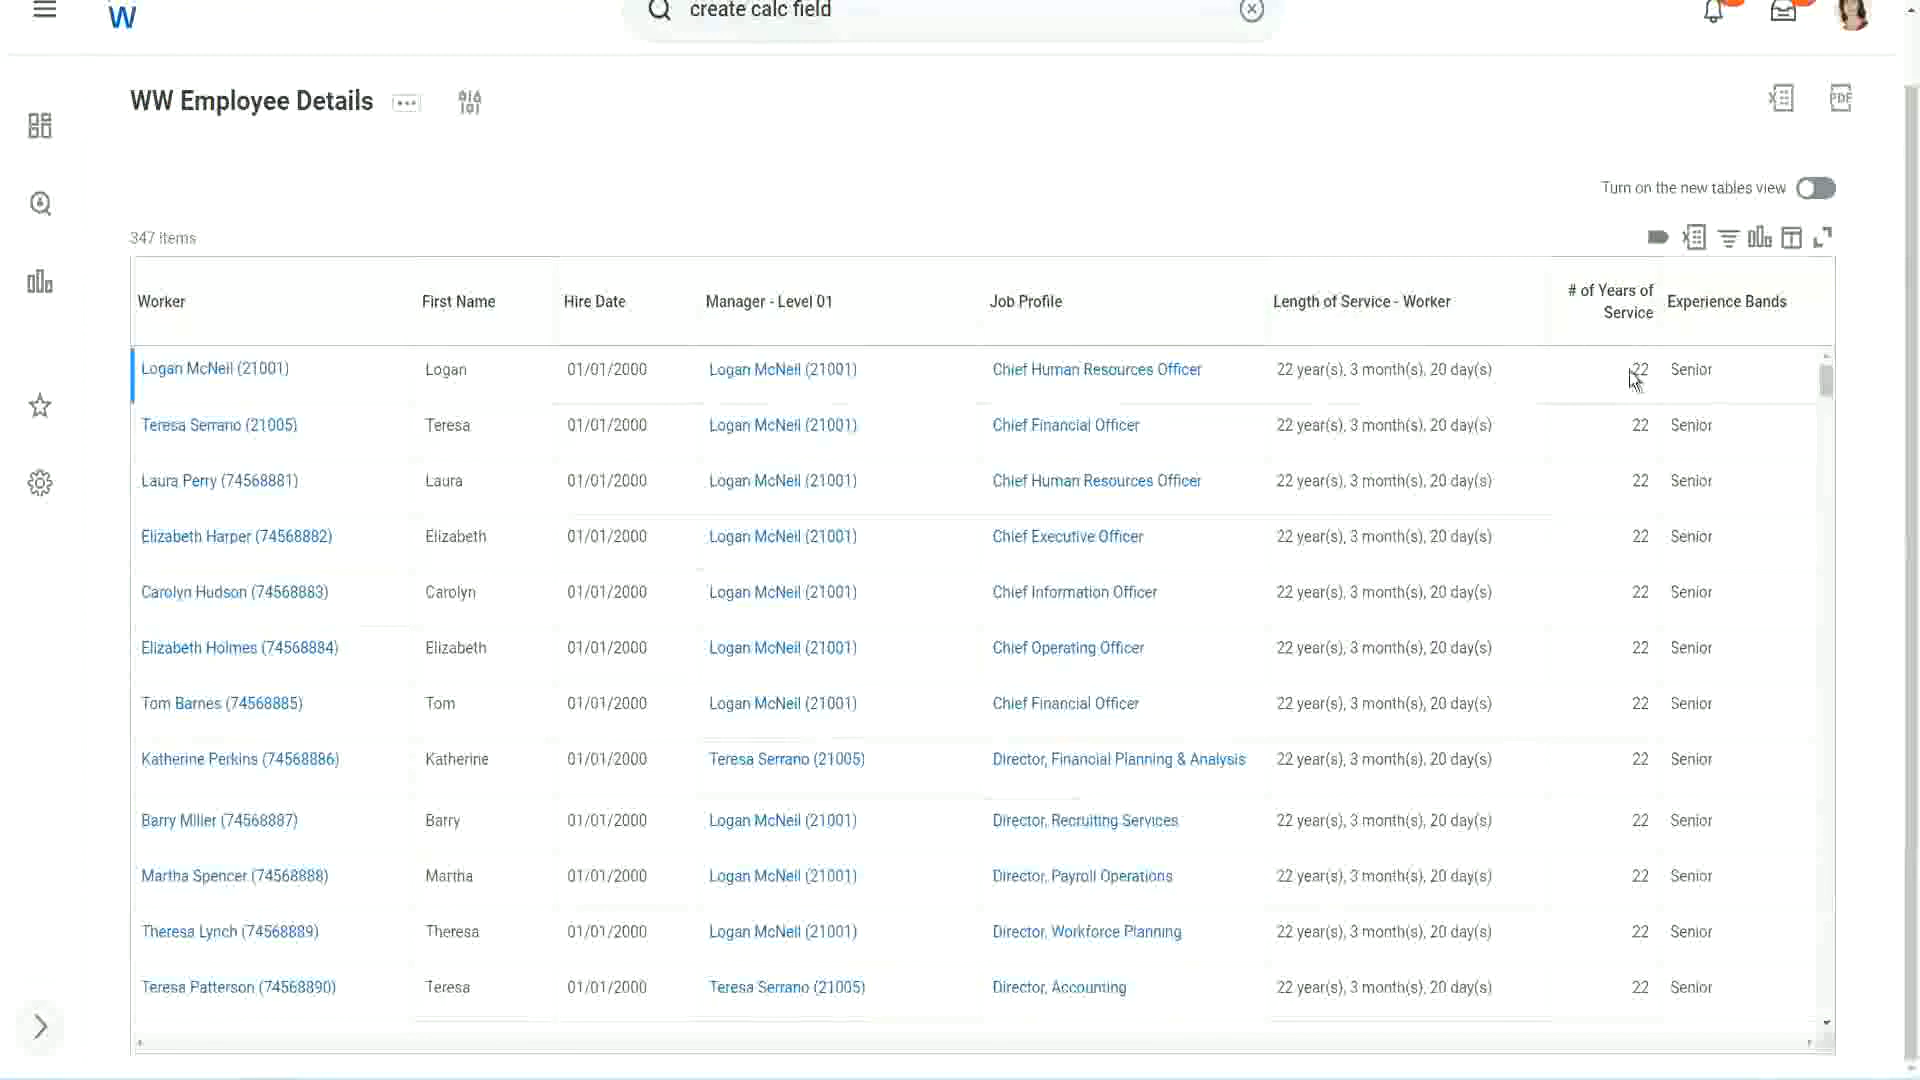 W
create calc field
WW Employee Details
PDF
Turn on the new tables view
347 items
Worker First Name Hire Date Manager - Level 01 Job Profile Length of Service - Worker # of Years of Service Experience Bands
Logan McNeil (21001) Logan 01/01/2000 Logan McNeil (21001) Chief Human Resources Officer 22 year(s), 3 month(s), 20 day(s) 22 Senior
Teresa Serrano (21005) Teresa 01/01/2000 Logan McNeil (21001) Chief Financial Officer 22 year(s), 3 month(s), 20 day(s) 22 Senior
Laura Perry (74568881) Laura 01/01/2000 Logan McNeil (21001) Chief Human Resources Officer 22 year(s), 3 month(s), 20 day(s) 22 Senior
Elizabeth Harper (74568882) Elizabeth 01/01/2000 Logan McNeil (21001) Chief Executive Officer 22 year(s), 3 month(s), 20 day(s) 22 Senior
Carolyn Hudson (74568883) Carolyn 01/01/2000 Logan McNeil (21001) Chief Information Officer 22 year(s), 3 month(s), 20 day(s) 22 Senior
Elizabeth Holmes (74568884) Elizabeth 01/01/2000 Logan McNeil (21001) Chief Operating Officer 22 year(s), 3 month(s), 20 day(s) 22 Senior
Tom Barnes (74568885) Tom 01/01/2000 Logan McNeil (21001) Chief Financial Officer 22 year(s), 3 month(s), 20 day(s) 22 Senior
Katherine Perkins (74568886) Katherine 01/01/2000 Teresa Serrano (21005) Director, Financial Planning & Analysis 22 year(s), 3 month(s), 20 day(s) 22 Senior
Barry Miller (74568887) Barry 01/01/2000 Logan McNeil (21001) Director, Recruiting Services 22 year(s), 3 month(s), 20 day(s) 22 Senior
Martha Spencer (74568888) Martha 01/01/2000 Logan McNeil (21001) Director, Payroll Operations 22 year(s), 3 month(s), 20 day(s) 22 Senior
Theresa Lynch (74568889) Theresa 01/01/2000 Logan McNeil (21001) Director, Workforce Planning 22 year(s), 3 month(s), 20 day(s) 22 Senior
Teresa Patterson (74568890) Teresa 01/01/2000 Teresa Serrano (21005) Director, Accounting 22 year(s), 3 month(s), 20 day(s) 22 Senior